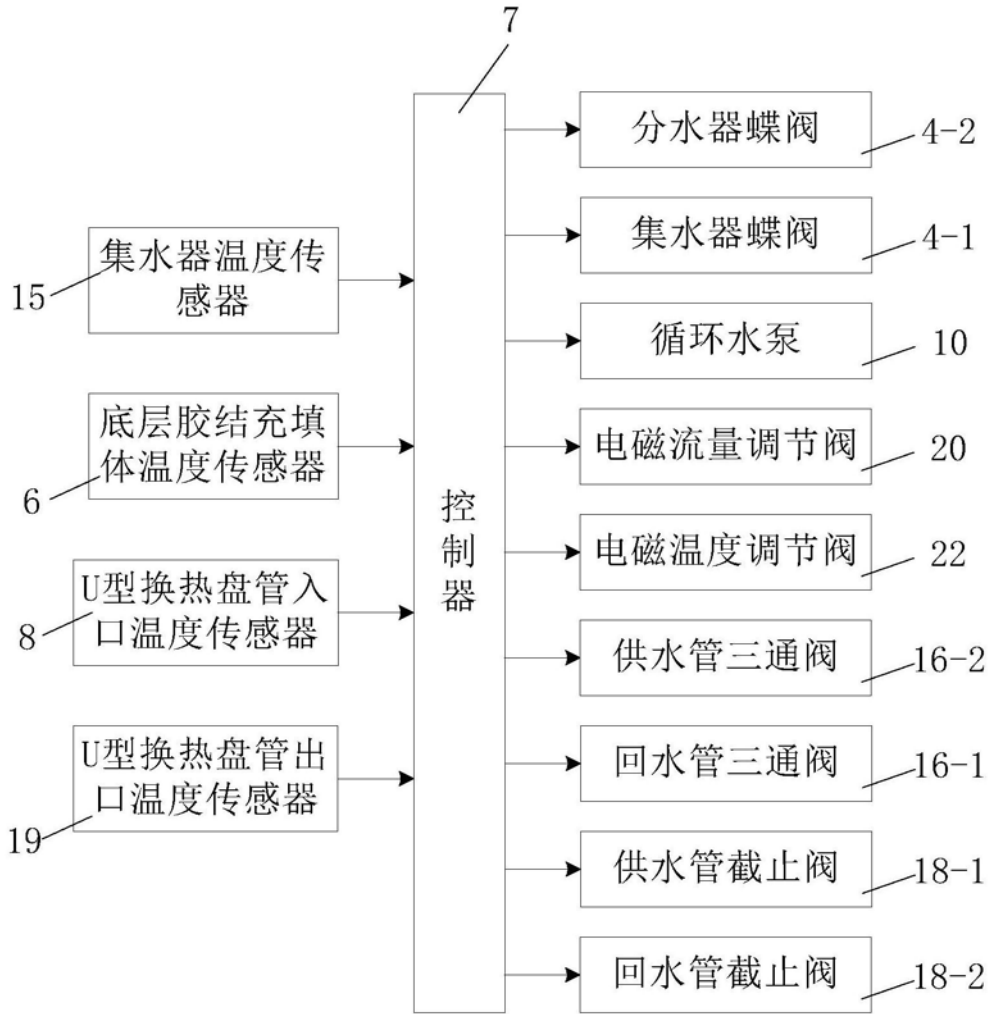 7
分水器蝶阀
4-2
集水器蝶阀
4-1
集水器温度传
感器
15
循环水泵
10
底层胶结充填
体温度传感器
6
电磁流量调节阀
20
控
制
器
电磁温度调节阀
22
U型换热盘管入
口温度传感器
8
供水管三通阀
16-2
U型换热盘管出
口温度传感器
19
回水管三通阀
16-1
供水管截止阀
18-1
回水管截止阀
18-2